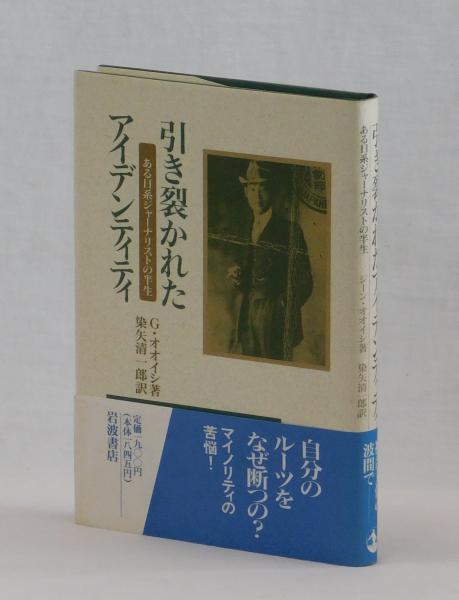 引き裂かれた
アイデンティティ
ある日系ジャーナリストの半生
G・オオイシ著
染矢清一郎訳
自分の
ルーツを
なぜ断つの?
マイノリティの
苦悩!
定価一九〇〇円
(本体一八四五円)
岩波書店
引き裂かれたアイデンティティ
ある日系ジャーナリストの半生
ジーン・オオイシ著
染矢清一郎訳
波間で